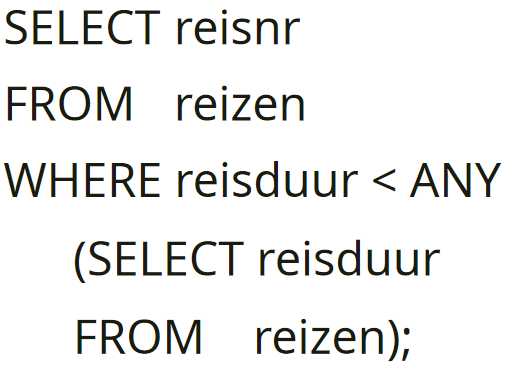 SELECT reisnr
FROM reizen
WHERE reisduur < ANY
(SELECT reisduur
FROM reizen);